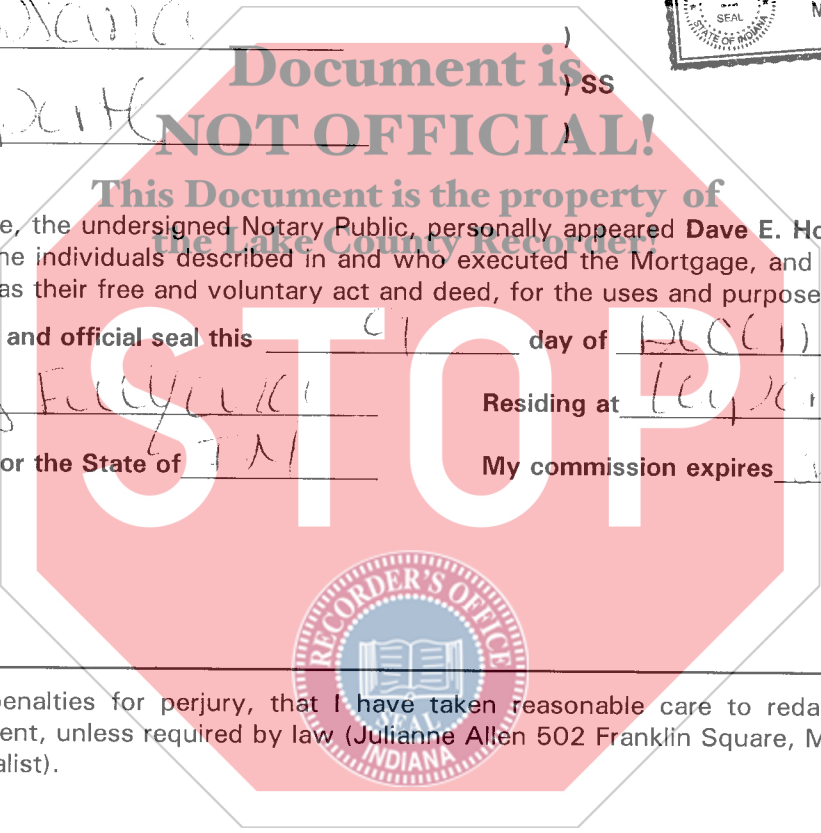 SEAL
STATE OF INDIANA
N
)
) SS
)
Document is
NOT OFFICIAL!
This Document is the property of
the Lake County Recorder!
e, the undersigned Notary Public, personally appeared Dave E. Ho
he individuals described in and who executed the Mortgage, and
as their free and voluntary act and deed, for the uses and purpose
and official seal this day of
Residing at
or the State of IN My commission expires
STOP
RECORDER'S OFFICE
SEAL
INDIANA
penalties for perjury, that I have taken reasonable care to reda
ent, unless required by law (Julianne Allen 502 Franklin Square, M
alist).